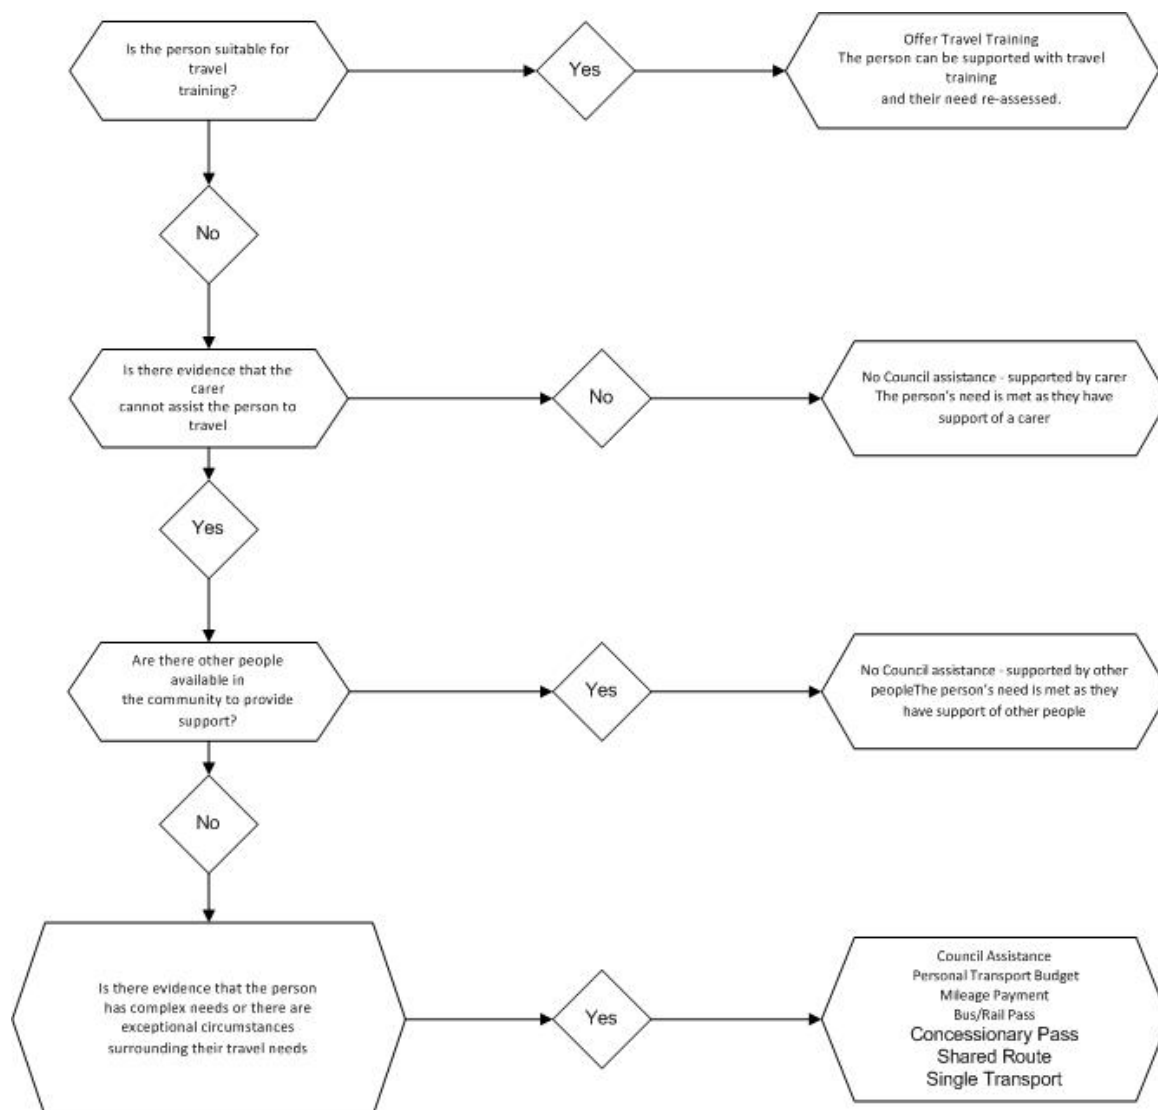 Is the person suitable for
travel
training?
Yes
Offer Travel Training
The person can be supported with travel
training
and their need re-assessed.
No
Is there evidence that the
carer
cannot assist the person to
travel
No
No Council assistance - supported by carer
The person's need is met as they have
support of a carer
Yes
Are there other people
available in
the community to provide
support?
Yes
No Council assistance - supported by other
peopleThe person's need is met as they
have support of other people
No
Is there evidence that the person
has complex needs or there are
exceptional circumstances
surrounding their travel needs
Yes
Council Assistance
Personal Transport Budget
Mileage Payment
Bus/Rail Pass
Concessionary Pass
Shared Route
Single Transport